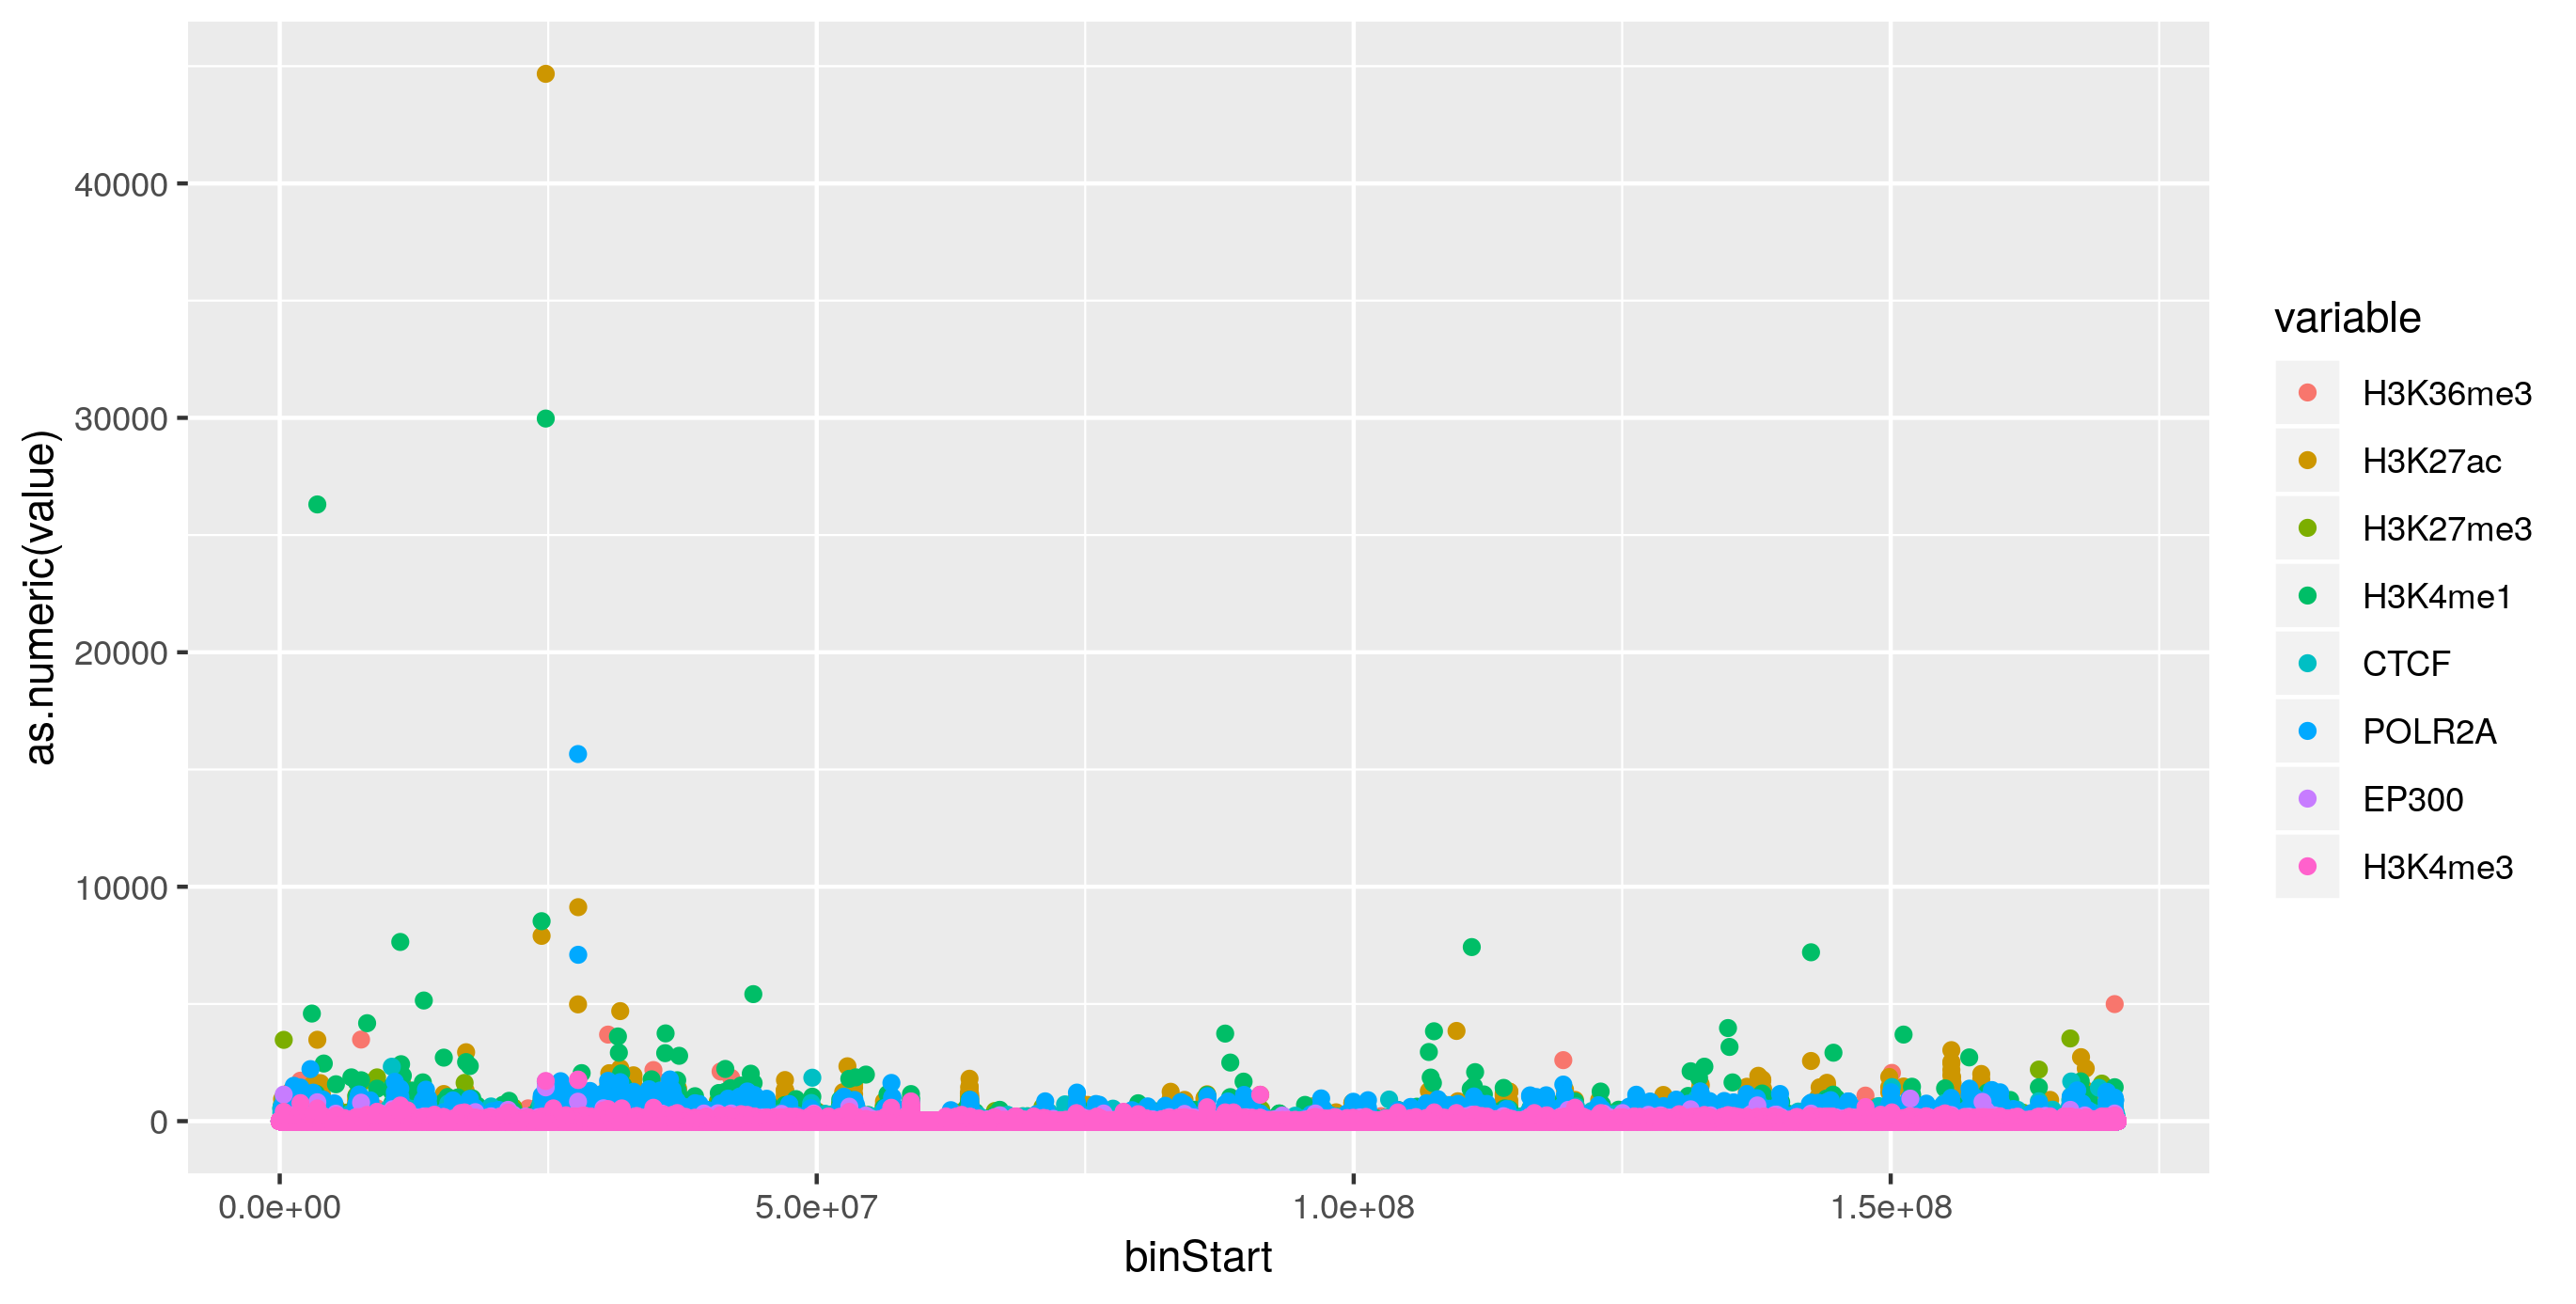 as.numeric(value)
40000
30000
20000
10000
0
0.0e+00
5.0e+07
1.0e+08
1.5e+08
binStart
variable
H3K36me3
H3K27ac
H3K27me3
H3K4me1
CTCF
POLR2A
EP300
H3K4me3